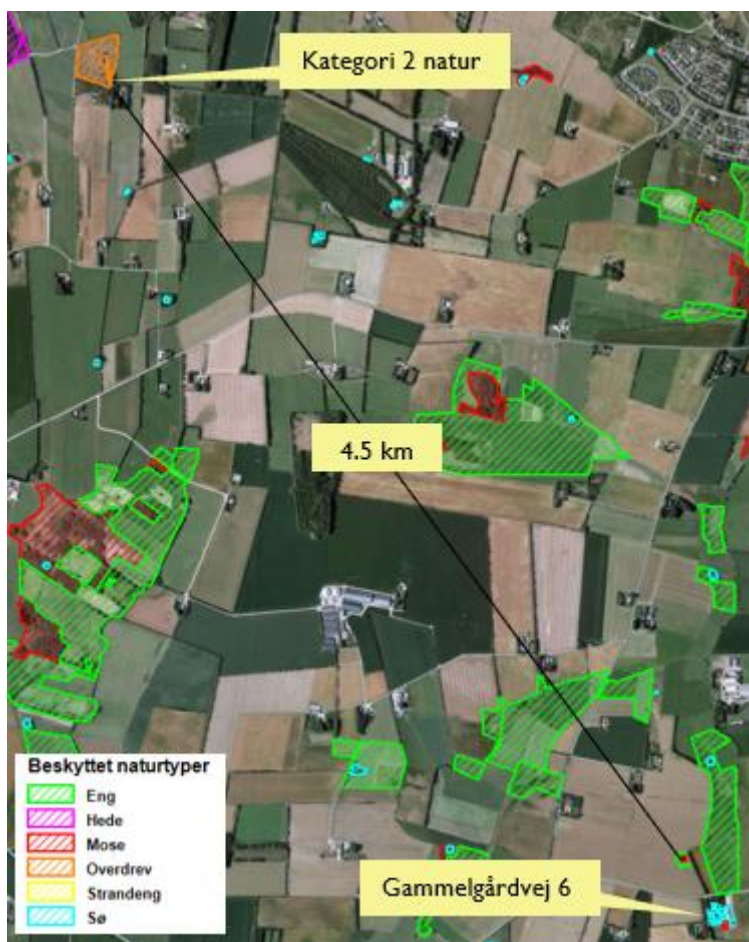 Kategori 2 natur
4.5 km
Beskyttet naturtyper
Eng
Hede
Mose
Overdrev
Strandeng
Sø
Gammelgårdvej 6